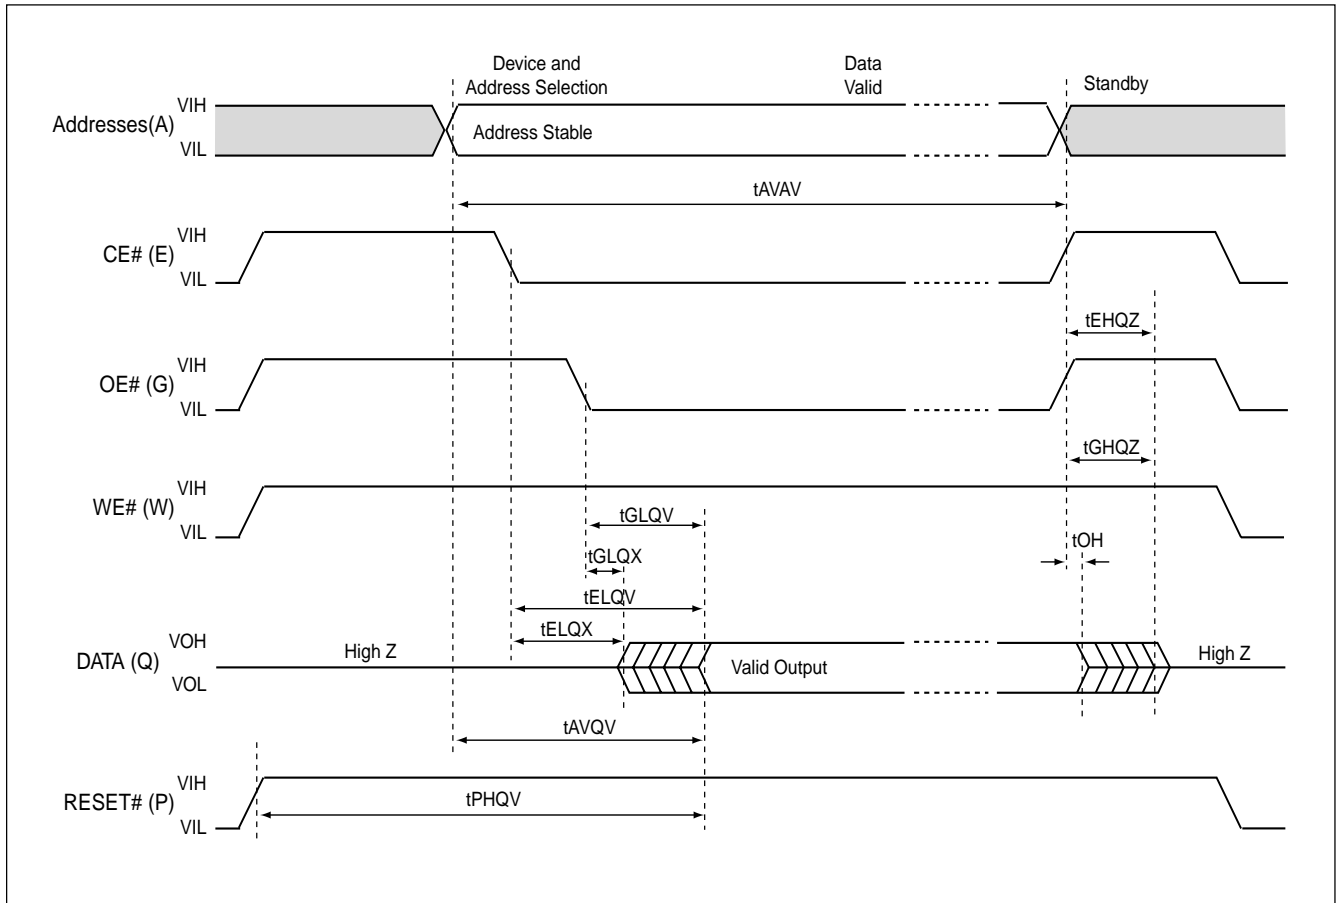 Device and
Address Selection
Data
Valid
Standby
Addresses(A)
VIH
VIL
Address Stable
tAVAV
CE# (E)
VIH
VIL
tEHQZ
OE# (G)
VIH
VIL
tGHQZ
WE# (W)
VIH
VIL
tGLQV
tOH
tGLQX
tELQV
tELQX
DATA (Q)
VOH
VOL
High Z
Valid Output
High Z
tAVQV
RESET# (P)
VIH
VIL
tPHQV